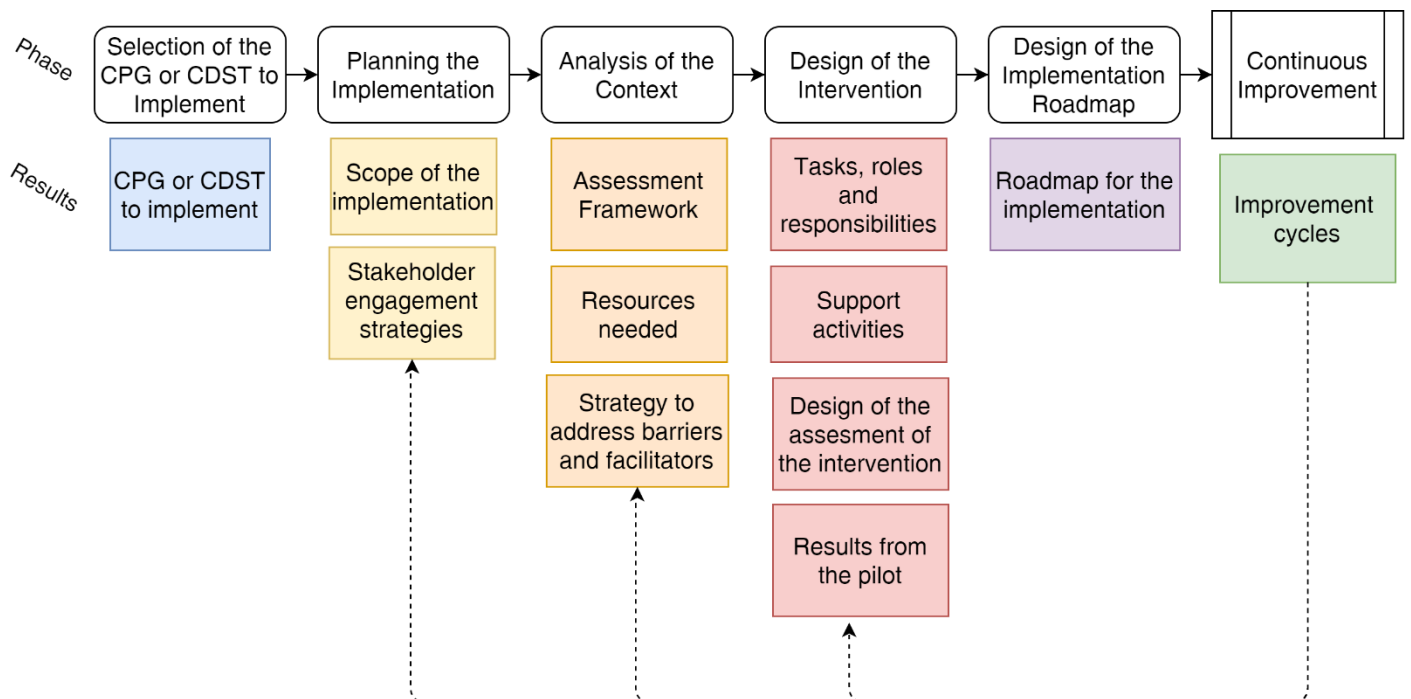 Phase
Selection of the
CPG or CDST to
Implement
Planning the
Implementation
Analysis of the
Context
Design of the
Intervention
Design of the
Implementation
Roadmap
Continuous
Improvement
Results
CPG or CDST
to implement
Scope of the
implementation
Stakeholder
engagement
strategies
Assessment
Framework
Resources
needed
Strategy to
address barriers
and facilitators
Tasks, roles
and
responsibilities
Support
activities
Design of the
assesment of
the intervention
Results from
the pilot
Roadmap for the
implementation
Improvement
cycles